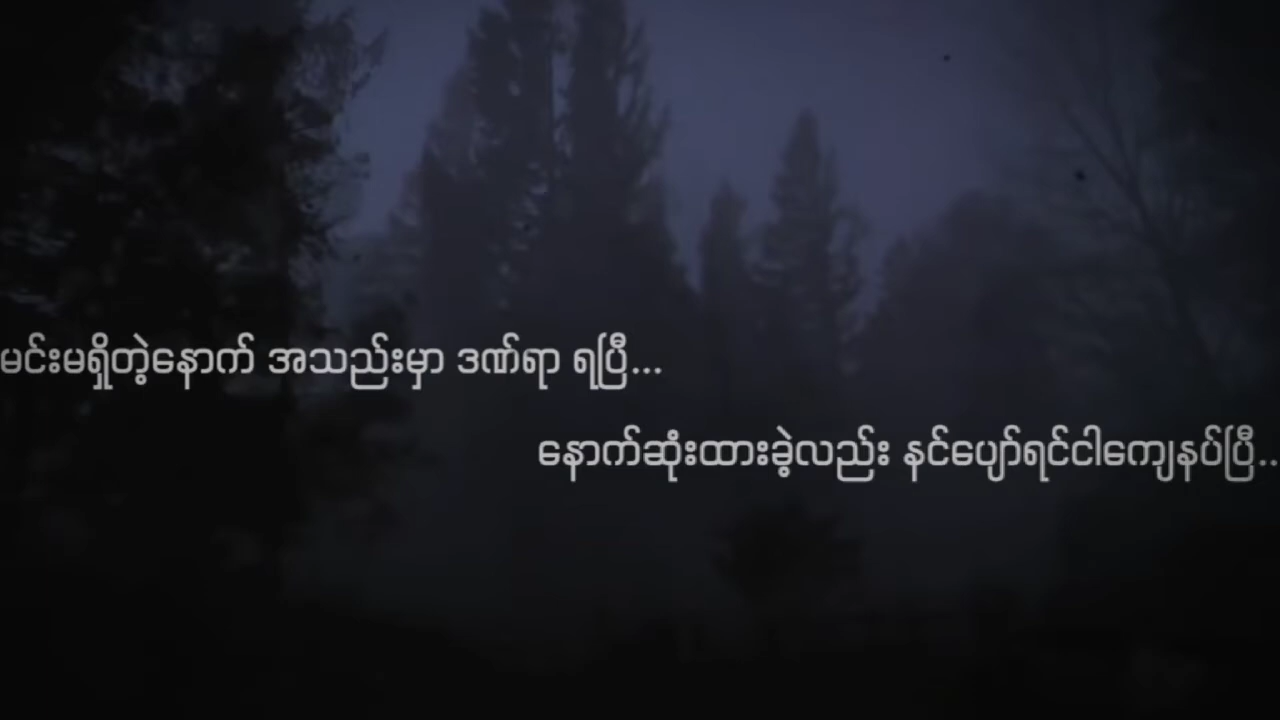 မင်းမရှိတဲ့နောက် အသည်းမှာ ဒဏ်ရာ ရပြီ...
နောက်ဆုံးထားခဲ့လည်း နင်ပျော်ရင်ငါကျေနပ်ပြီ..